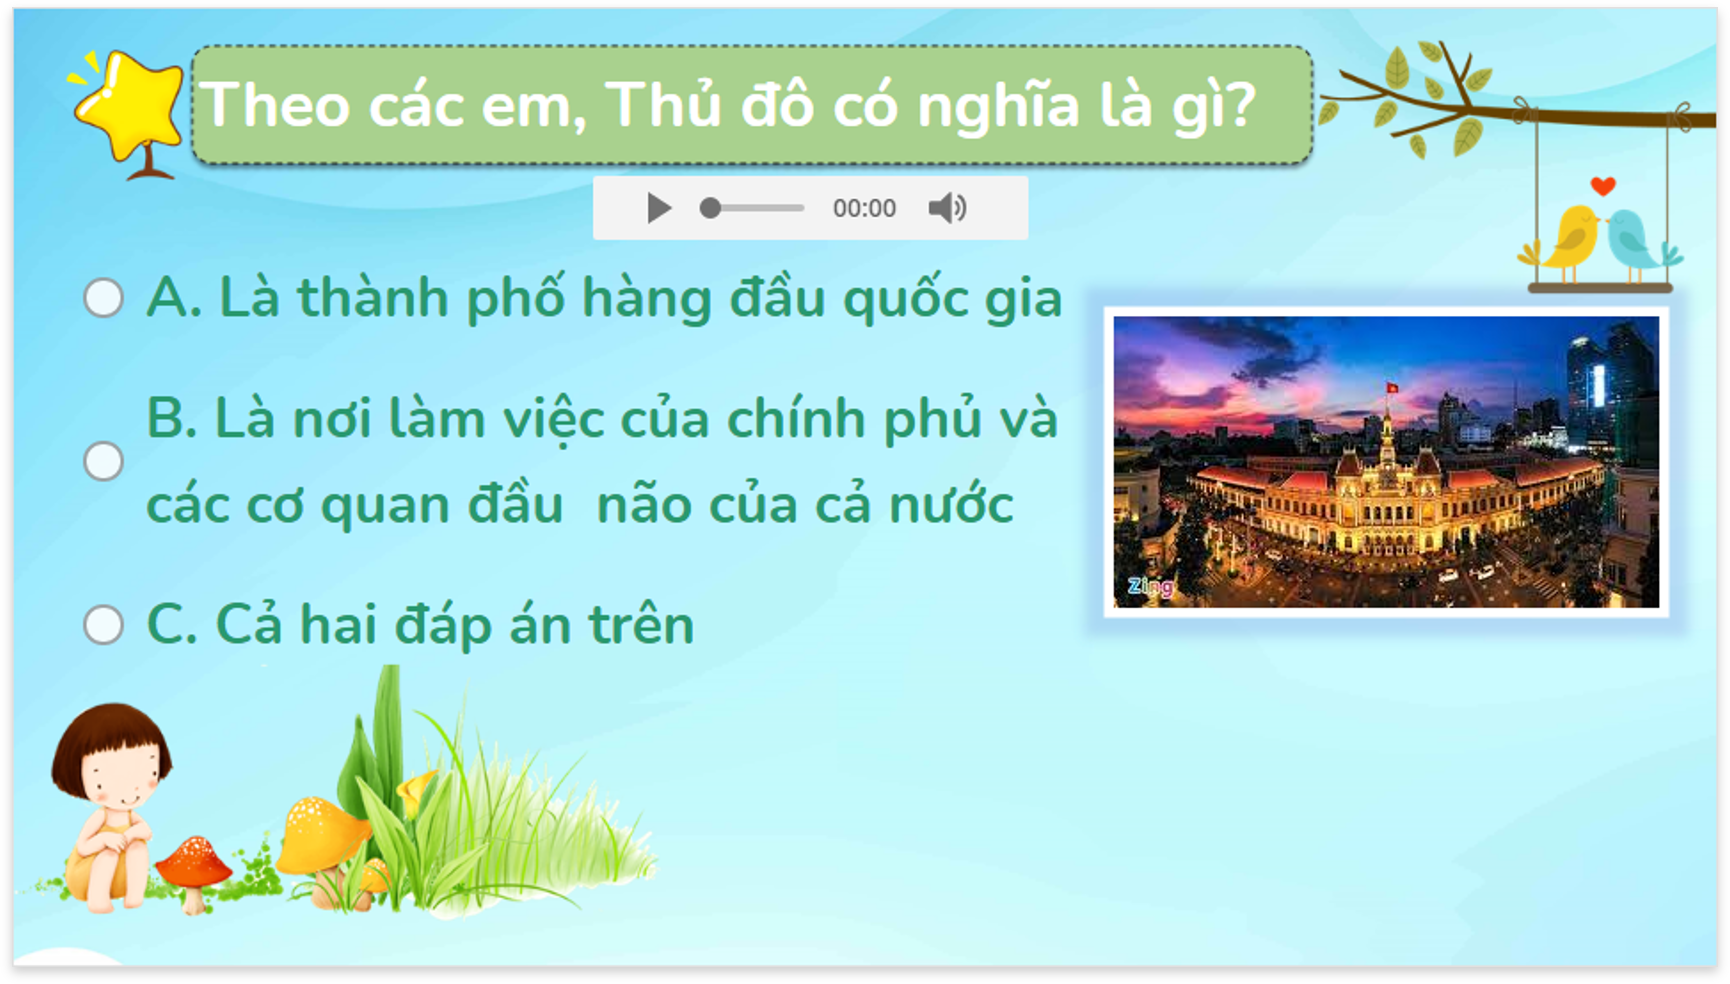 Theo các em, Thủ đô có nghĩa là gì?
00:00
A. Là thành phố hàng đầu quốc gia
B. Là nơi làm việc của chính phủ và
các cơ quan đầu  não của cả nước
C. Cả hai đáp án trên
Zing